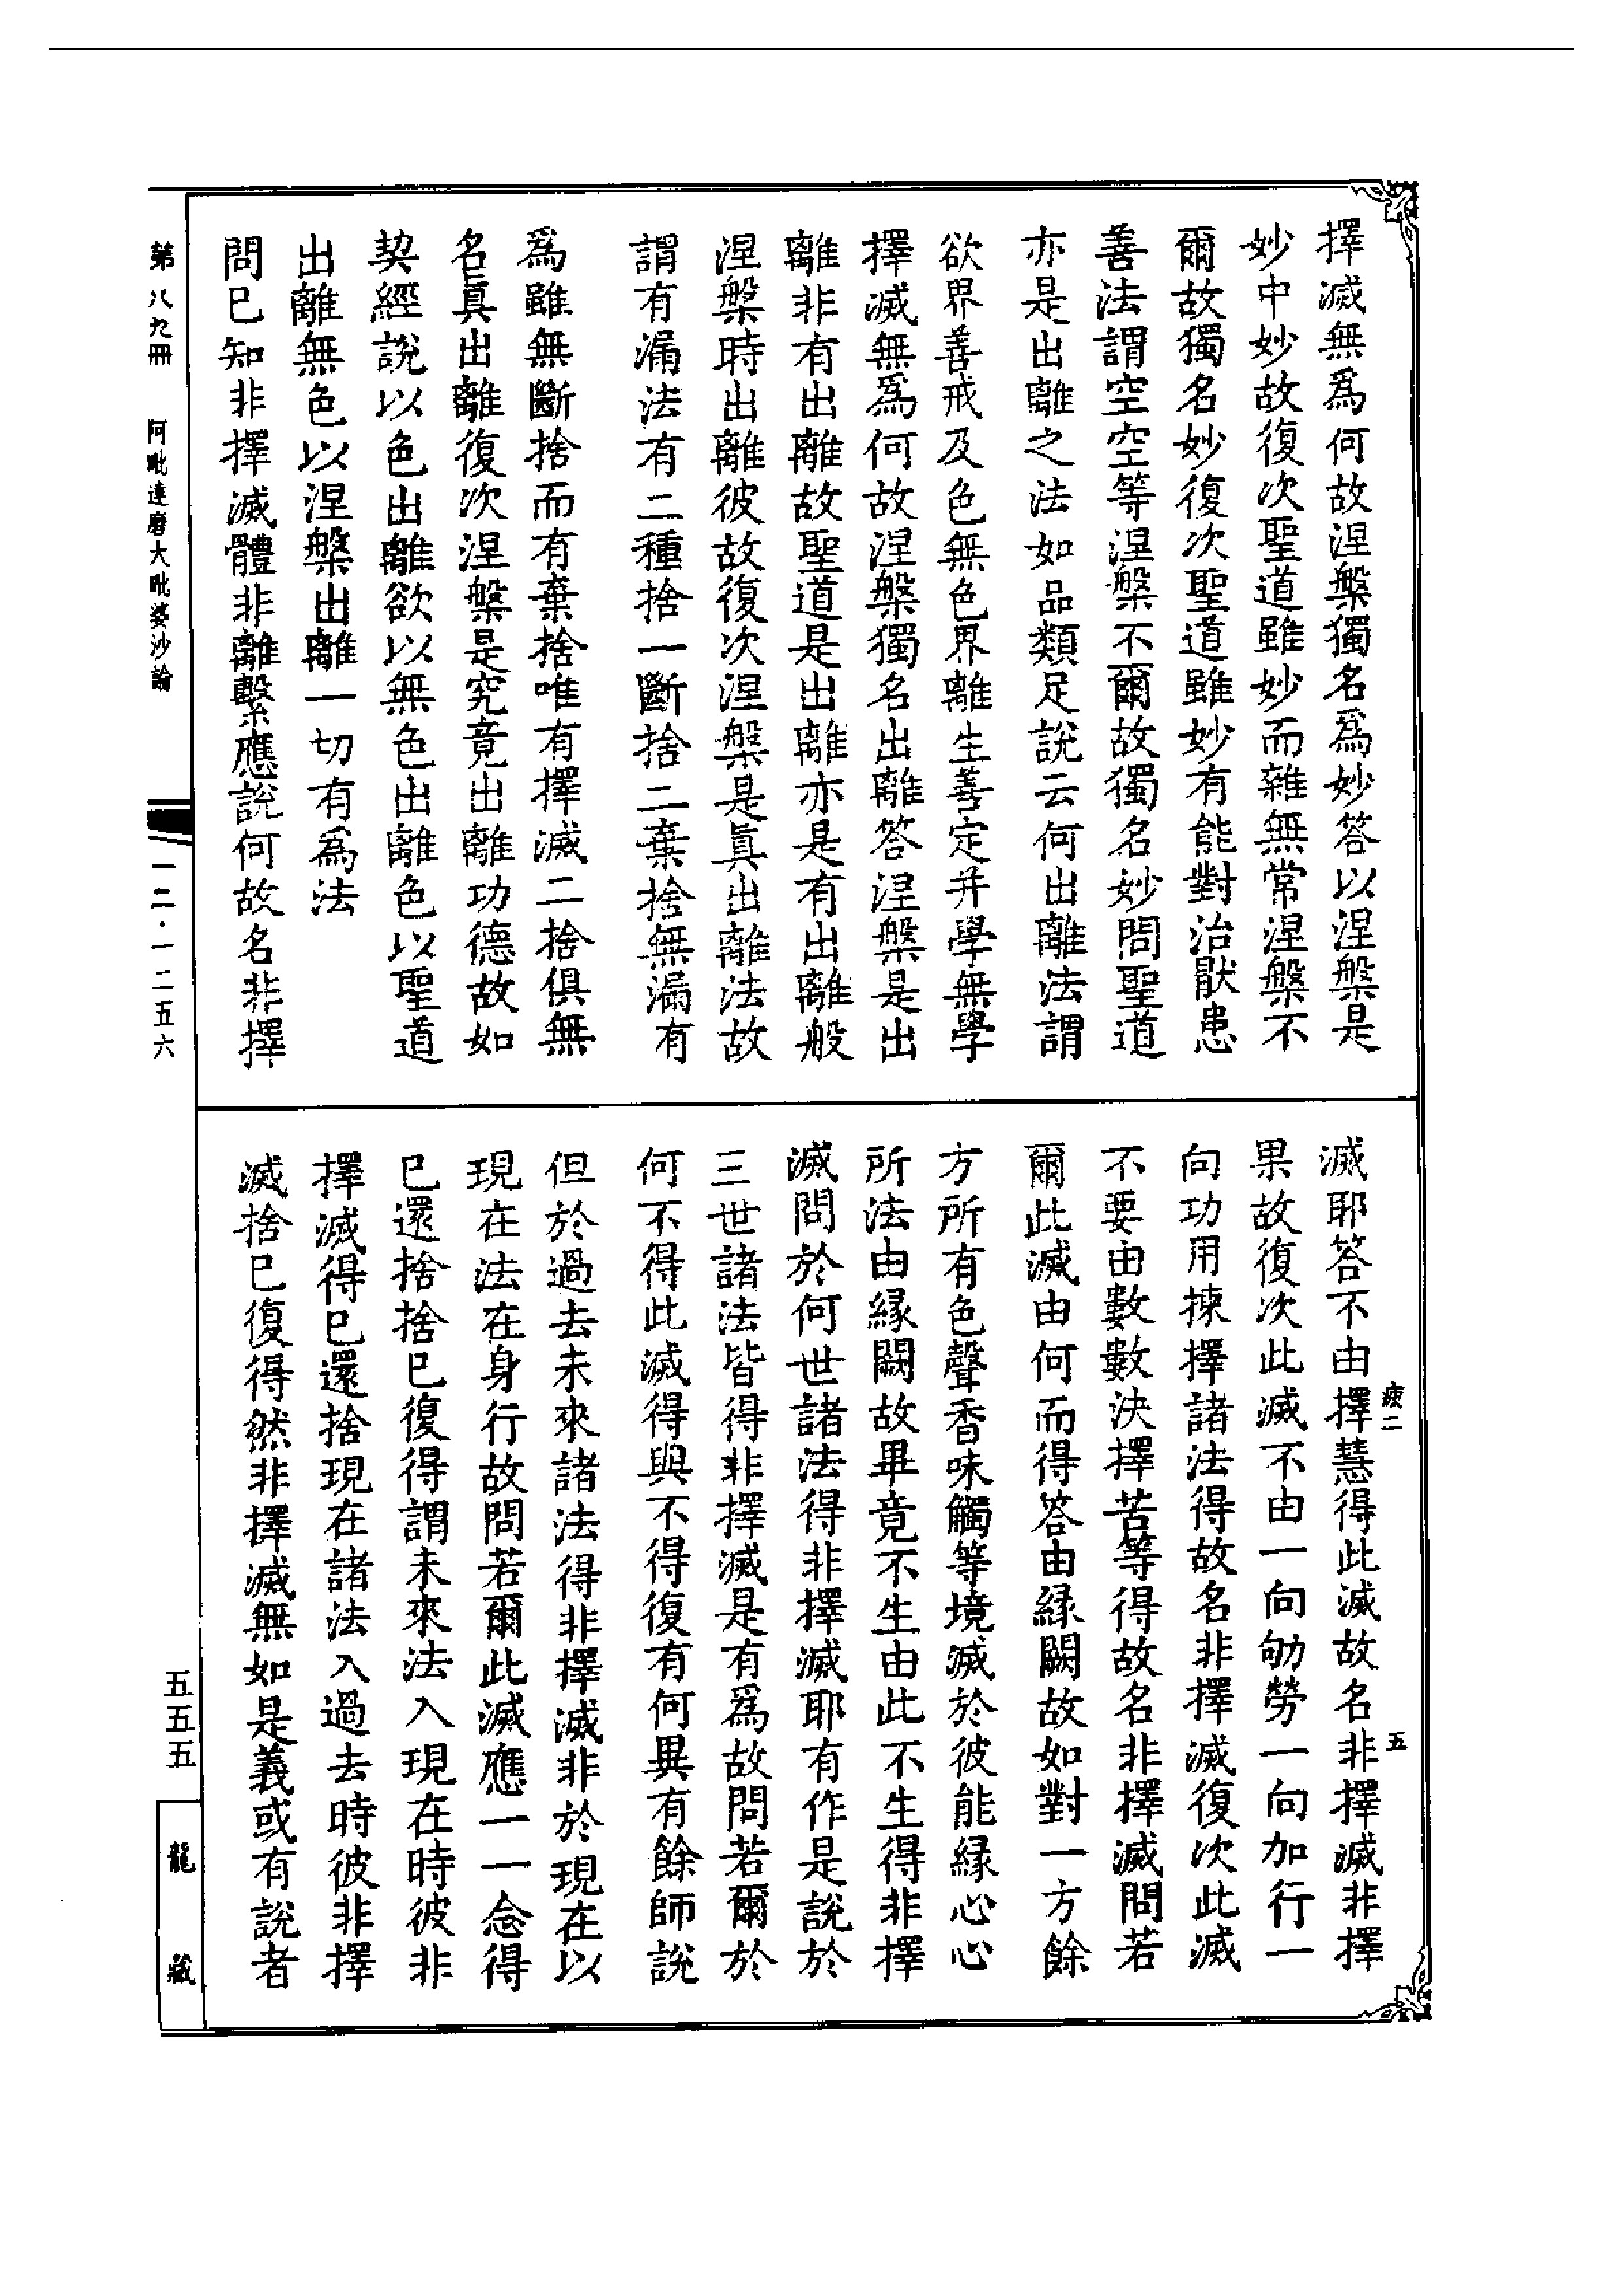 擇滅無爲何故涅槃獨名爲妙答以涅槃是
妙中妙故復次聖道雖妙而雜無常涅槃不
爾故獨名妙復次聖道雖妙有能對治猒患
善法謂空空等涅槃不爾故獨名妙問聖道
亦是出離之法如品類足說云何出離法謂
欲界善戒及色無色界離生善定幷學無學
擇滅無爲何故涅槃獨名出離答涅槃是出
離非有出離故聖道是出離亦是有出離般
涅槃時出離彼故復次涅槃是眞出離法故
謂有漏法有二種捨一斷捨二棄捨無漏有
爲雖無斷捨而有棄捨唯有擇滅二捨俱無
名眞出離復次涅槃是究竟出離功德故如
契經說以色出離欲以無色出離色以聖道
出離無色以涅槃出離一切有爲法
問已知非擇滅體非離繫應說何故名非擇
滅耶答不由擇慧得此滅故名非擇滅非擇
果故復次此滅不由一向劬勞一向加行一
向功用揀擇諸法得故名非擇滅復次此滅
不要由數數決擇苦等得故名非擇滅問若
爾此滅由何而得答由緣闕故如對一方餘
方所有色聲香味觸等境滅於彼能緣心心
所法由緣闕故畢竟不生由此不生得非擇
滅問於何世諸法得非擇滅耶有作是說於
三世諸法皆得非擇滅是有爲故問若爾於
何不得此滅得與不得復有何異有餘師說
但於過去未來諸法得非擇滅非於現在以
現在法在身行故問若爾此滅應一一念得
已還捨捨已復得謂未來法入現在時彼非
擇滅得已還捨現在諸法入過去時彼非擇
滅捨已復得然非擇滅無如是義或有說者
疲二
五
第八九冊
阿毗達磨大毗婆沙論
一二·一二五六
五五五
龍藏